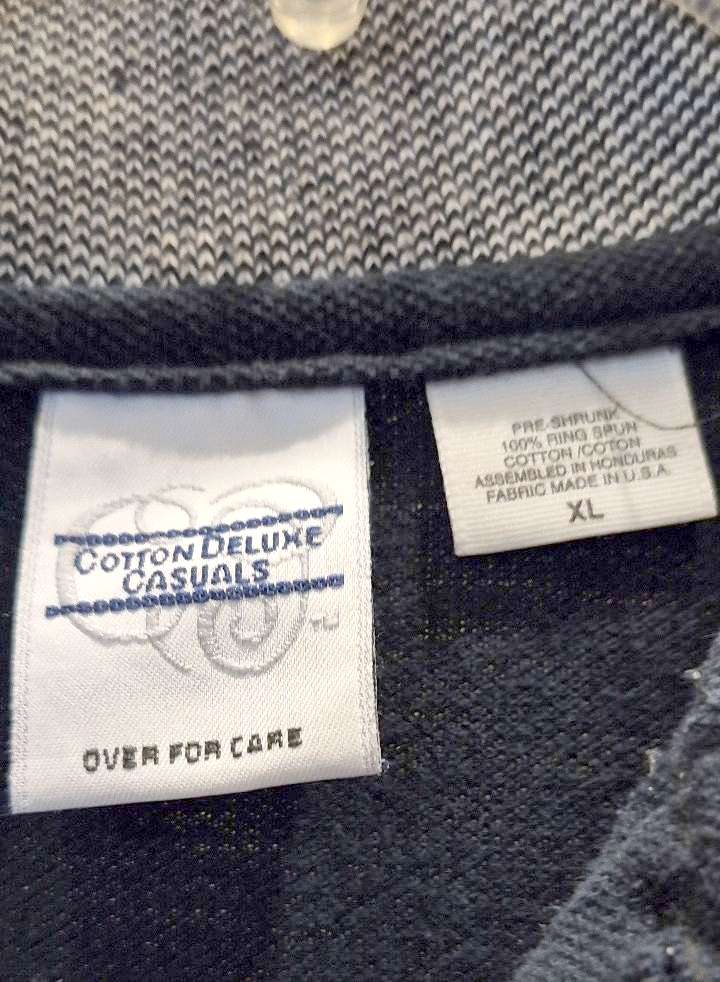 COTTON DELUXE
CASUALS
OVER FOR CARE
PRE-SHRUNK
100% RING SPUN
COTTON/COTTON
ASSEMBLED IN HONDURAS
FABRIC MADE IN U.S.A.
XL